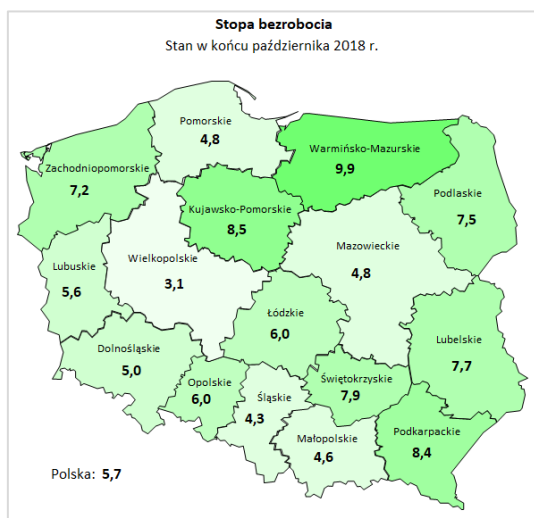 Stopa bezrobocia
Stan w końcu października 2018 r.
Pomorskie
4,8
Warmińsko-Mazurskie
9,9
Zachodniopomorskie
7,2
Podlaskie
7,5
Kujawsko-Pomorskie
8,5
Mazowieckie
4,8
Wielkopolskie
3,1
Lubuskie
5,6
Łódzkie
6,0
Lubelskie
7,7
Dolnośląskie
5,0
Opolskie
6,0
Śląskie
4,3
Świętokrzyskie
7,9
Małopolskie
4,6
Podkarpackie
8,4
Polska: 5,7